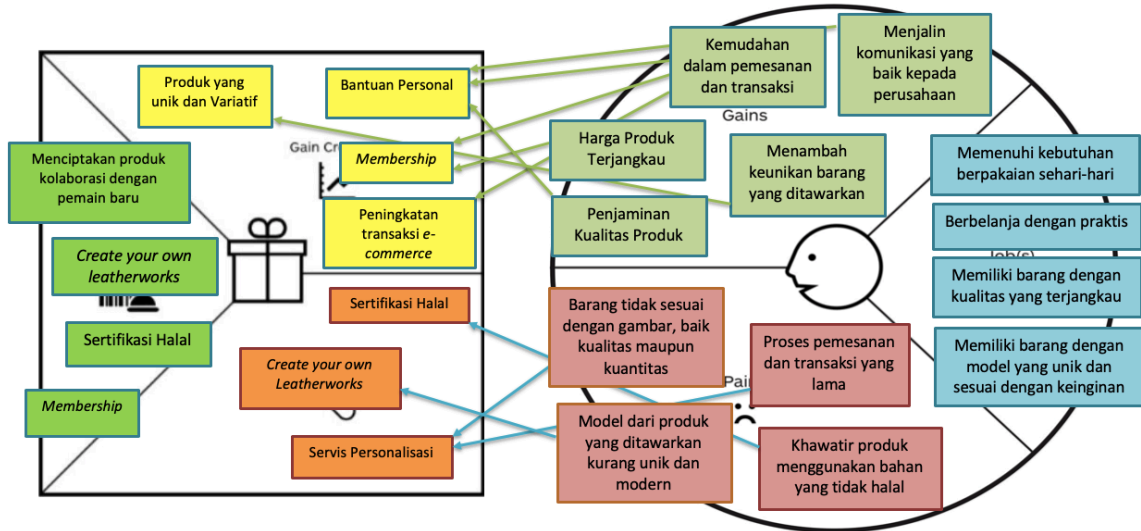 Produk yang
unik dan Variatif
Bantuan Personal
Gain Cr
Membership
Peningkatan
transaksi e-
commerce
Menciptakan produk
kolaborasi dengan
pemain baru
Create your own
leatherworks
Sertifikasi Halal
Membership
Sertifikasi Halal
Create your own
Leatherworks
Servis Personalisasi
Kemudahan
dalam pemesanan
dan transaksi
Menjalin
komunikasi yang
baik kepada
perusahaan
Gains
Harga Produk
Terjangkau
Menambah
keunikan barang
yang ditawarkan
Penjaminan
Kualitas Produk
Memenuhi kebutuhan
berpakaian sehari-hari
Berbelanja dengan praktis
Job(s)
Memiliki barang dengan
kualitas yang terjangkau
Memiliki barang dengan
model yang unik dan
sesuai dengan keinginan
Barang tidak sesuai
dengan gambar, baik
kualitas maupun
kuantitas
Proses pemesanan
dan transaksi yang
lama
Pain
Model dari produk
yang ditawarkan
kurang unik dan
modern
Khawatir produk
menggunakan bahan
yang tidak halal